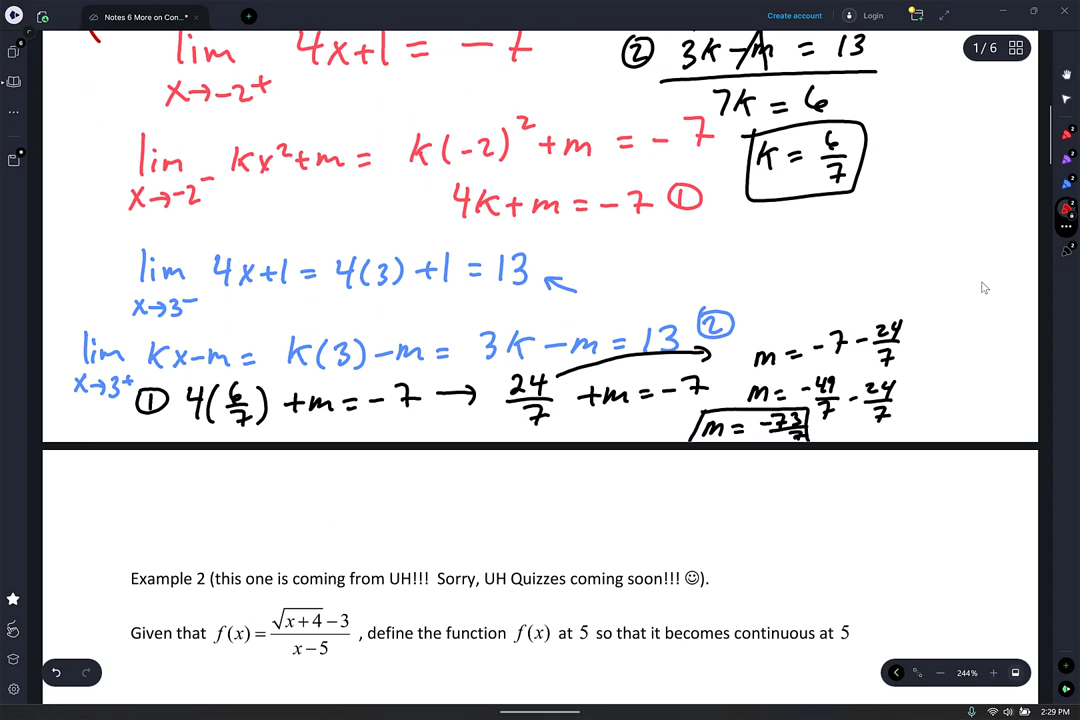 Notes 6 More on Con...*
Create account
Login
1/6
lim 4x+1 = -7
x→-2⁺
② 3k-m = 13
7k = 6
k = 6/7
lim kx²+m = k(-2)²+m = -7
x→-2⁻
4k+m = -7 ①
lim 4x+1 = 4(3)+1 = 13
x→3⁻
lim kx-m = k(3)-m = 3k-m = 13 ②
x→3⁺
① 4(6/7)+m = -7 → 24/7 +m = -7
m = -7 - 24/7
m = -49/7 - 24/7
m = -73/7
Example 2 (this one is coming from UH!!! Sorry, UH Quizzes coming soon!!! ☺).
Given that f(x) = (√(x+4) - 3)/(x-5) , define the function f(x) at 5 so that it becomes continuous at 5
244%
2:29 PM